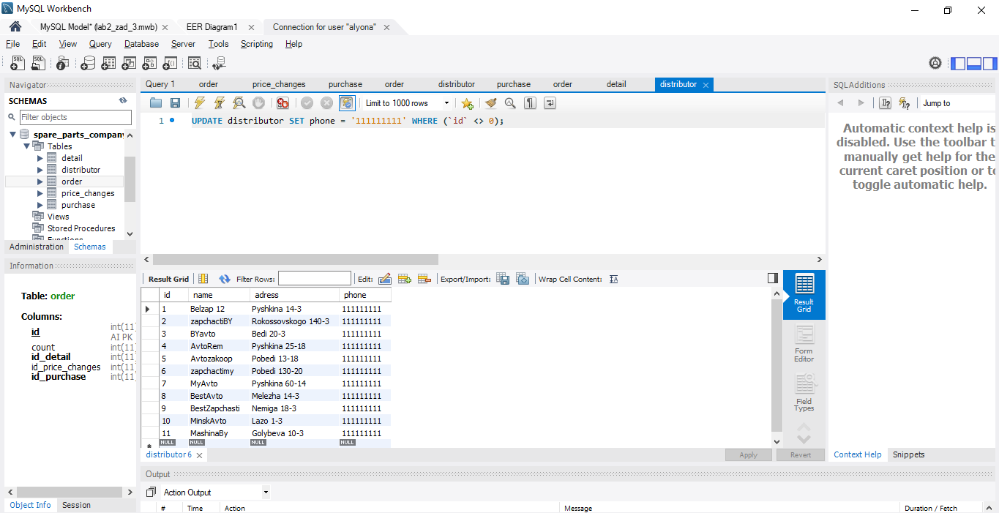 MySQL Workbench
MySQL Model* (lab2_zad_3.mwb) EER Diagram1 Connection for user "alyona"
File Edit View Query Database Server Tools Scripting Help
Navigator
SCHEMAS
Filter objects
spare_parts_company
Tables
detail
distributor
order
price_changes
purchase
Views
Stored Procedures
Functions
Administration Schemas
Information
Table: order
Columns:
id int(11)
AI PK
count int(11)
id_detail int(11)
id_price_changes int(11)
id_purchase int(11)
Object Info Session
Query 1 order price_changes purchase order distributor purchase order detail distributor
Limit to 1000 rows
1 UPDATE distributor SET phone = '111111111' WHERE (`id` <> 0);
Result Grid Filter Rows: Edit: Export/Import: Wrap Cell Content:
id name adress phone
1 Belzap 12 Pyshkina 14-3 111111111
2 zapchactiBY Rokossovskogo 140-3 111111111
3 BYavto Bedi 20-3 111111111
4 AvtoRem Pyshkina 25-18 111111111
5 Avtozakoop Pobedi 13-18 111111111
6 zapchactimy Pobedi 130-20 111111111
7 MyAvto Pyshkina 60-14 111111111
8 BestAvto Melezha 14-3 111111111
9 BestZapchasti Nemiga 18-3 111111111
10 MinskAvto Lazo 1-3 111111111
11 MashinaBy Golybeva 10-3 111111111
NULL NULL NULL NULL
Result
Grid
Form
Editor
Field
Types
distributor 6 Apply Revert
Output
Action Output
# Time Action Message Duration / Fetch
SQLAdditions
Jump to
Automatic context help is
disabled. Use the toolbar t
manually get help for the
current caret position or to
toggle automatic help.
Context Help Snippets